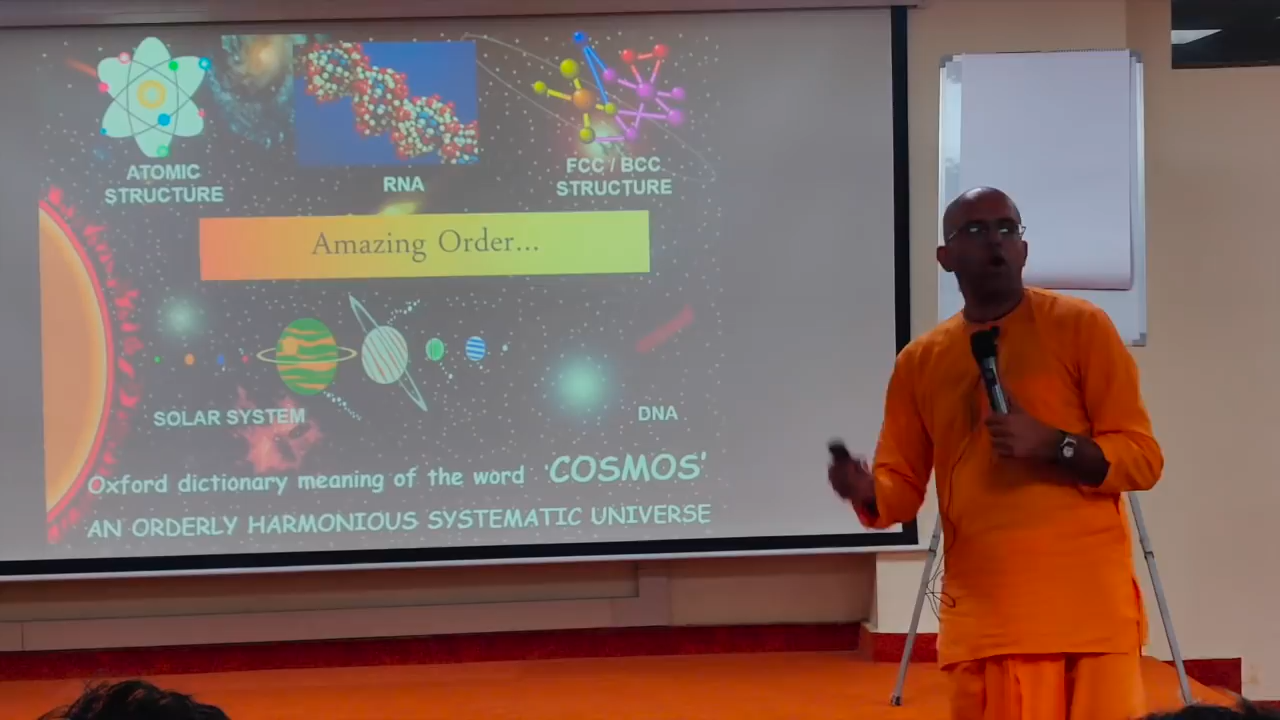 ATOMIC
STRUCTURE
RNA
FCC / BCC
STRUCTURE
Amazing Order...
SOLAR SYSTEM
DNA
Oxford dictionary meaning of the word 'COSMOS'
AN ORDERLY HARMONIOUS SYSTEMATIC UNIVERSE